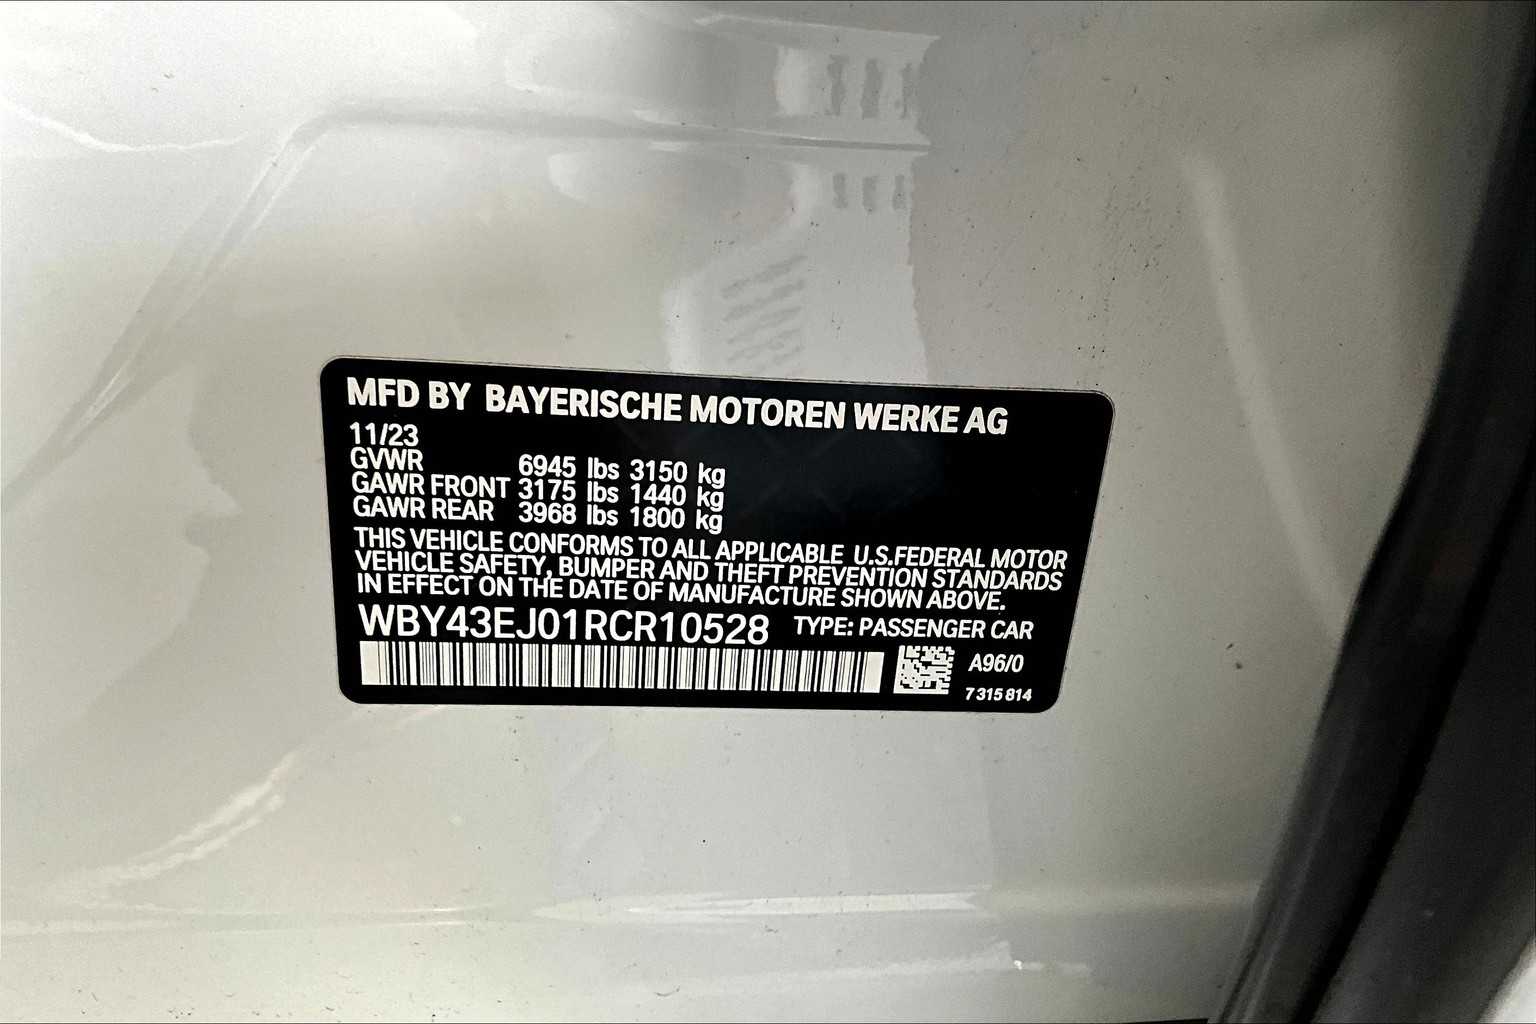 MFD BY BAYERISCHE MOTOREN WERKE AG
11/23
GVWR 6945 lbs 3150 kg
GAWR FRONT 3175 lbs 1440 kg
GAWR REAR 3968 lbs 1800 kg
THIS VEHICLE CONFORMS TO ALL APPLICABLE U.S.FEDERAL MOTOR
VEHICLE SAFETY, BUMPER AND THEFT PREVENTION STANDARDS
IN EFFECT ON THE DATE OF MANUFACTURE SHOWN ABOVE.
WBY43EJ01RCR10528 TYPE: PASSENGER CAR
A96/0
7 315 814